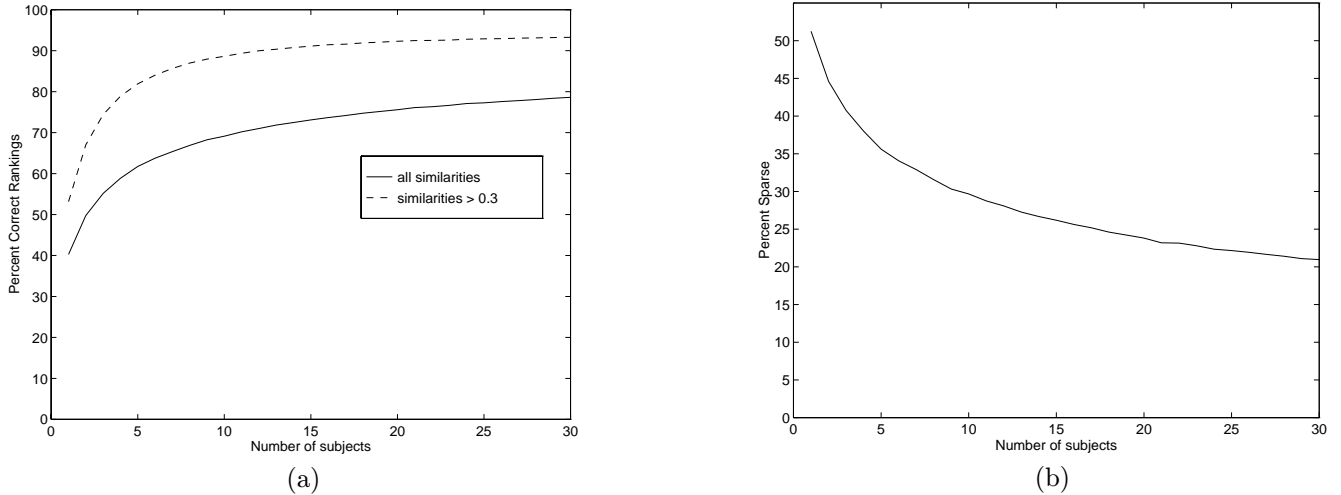 100
90
80
70
60
50
40
30
20
10
0
Percent Correct Rankings
all similarities
similarities > 0.3
0 5 10 15 20 25 30
Number of subjects
(a)
50
45
40
35
30
25
20
15
10
5
0
Percent Sparse
0 5 10 15 20 25 30
Number of subjects
(b)